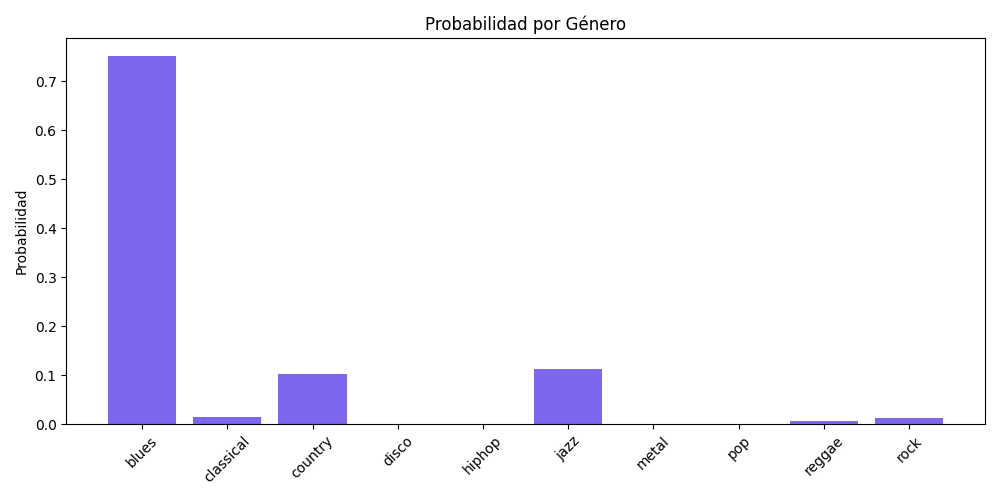 Probabilidad por Género
Probabilidad
0.7
0.6
0.5
0.4
0.3
0.2
0.1
0.0
blues
classical
country
disco
hiphop
jazz
metal
pop
reggae
rock